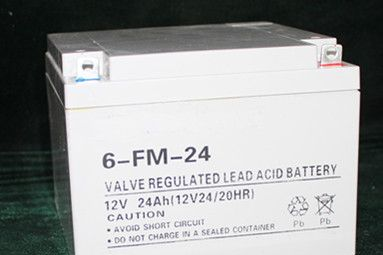 6-FM-24
VALVE REGULATED LEAD ACID BATTERY
12V 24Ah(12V24/20HR)
CAUTION
• AVOID SHORT CIRCUIT
• DO NOT CHARGE IN A SEALED CONTAINER
Pb Pb